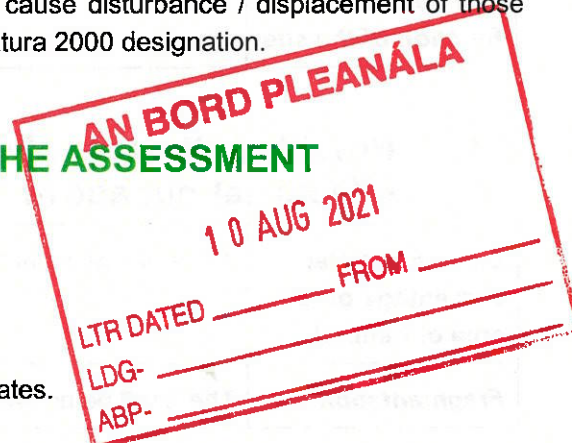 cause disturbance / displacement of those
tura 2000 designation.
AN BORD PLEANÁLA
HE ASSESSMENT
10 AUG 2021
LTR DATED FROM
LDG-
ates.
ABP-